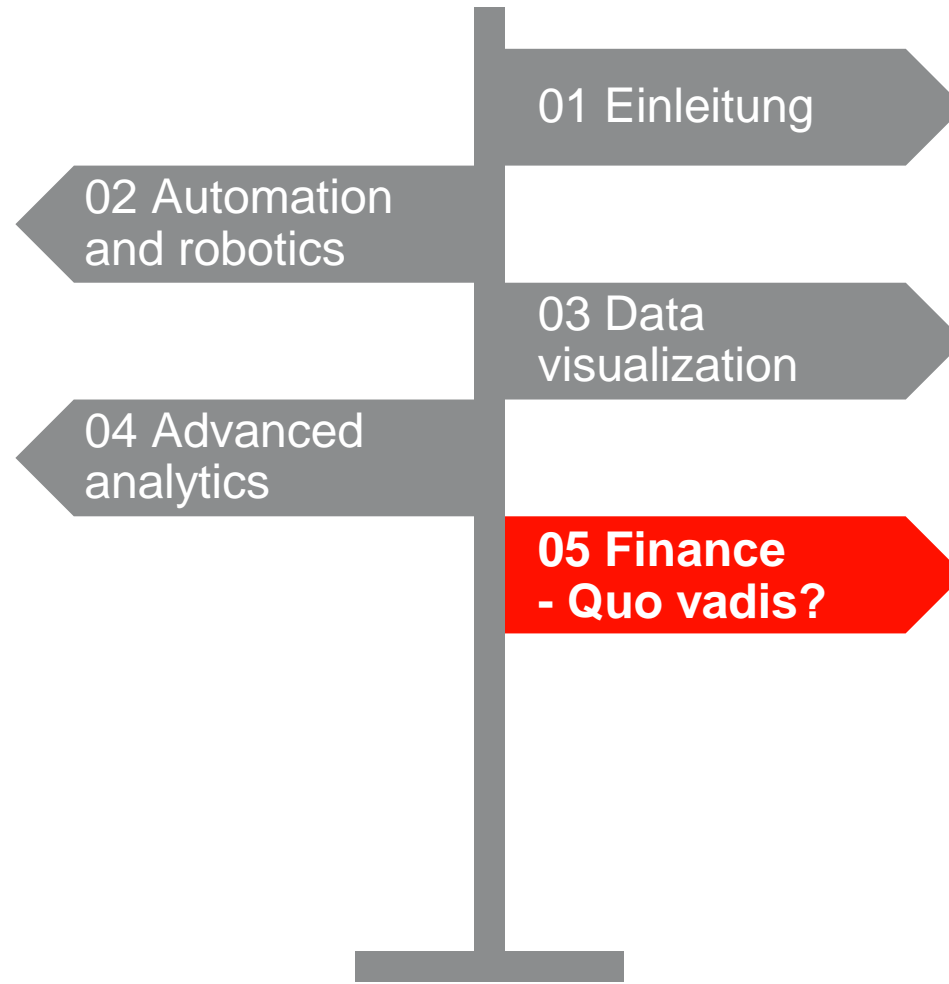 01 Einleitung
02 Automation
and robotics
03 Data
visualization
04 Advanced
analytics
05 Finance
- Quo vadis?